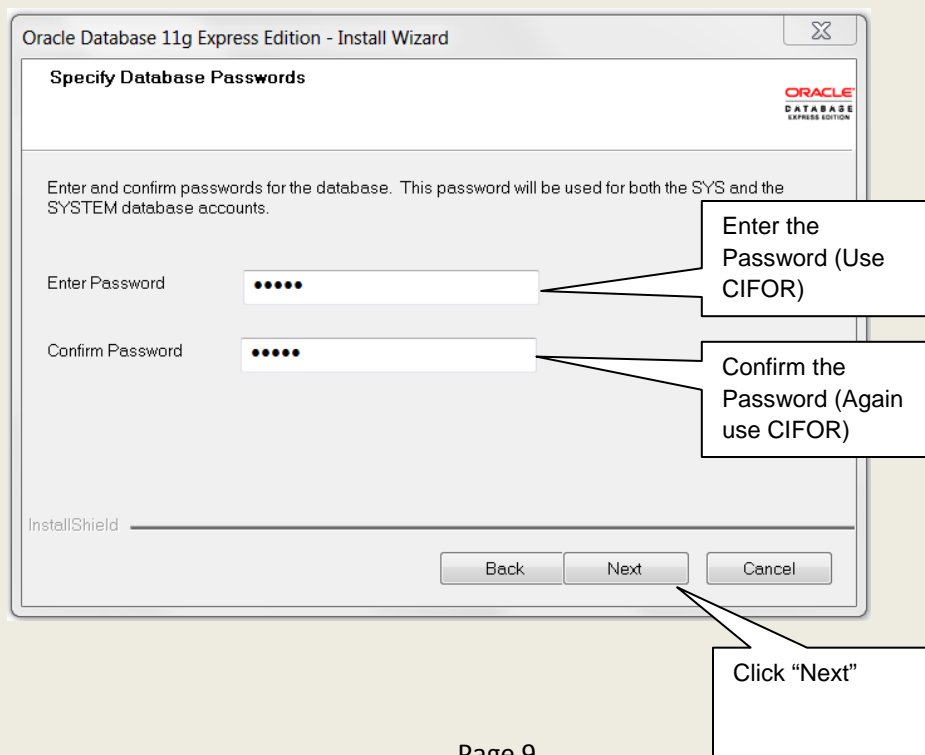 Oracle Database 11g Express Edition - Install Wizard
Specify Database Passwords
ORACLE
DATABASE
EXPRESS EDITION
Enter and confirm passwords for the database. This password will be used for both the SYS and the
SYSTEM database accounts.
Enter the
Password (Use
CIFOR)
Enter Password
•••••
Confirm Password
•••••
Confirm the
Password (Again
use CIFOR)
InstallShield
Back
Next
Cancel
Click “Next”
Page 9